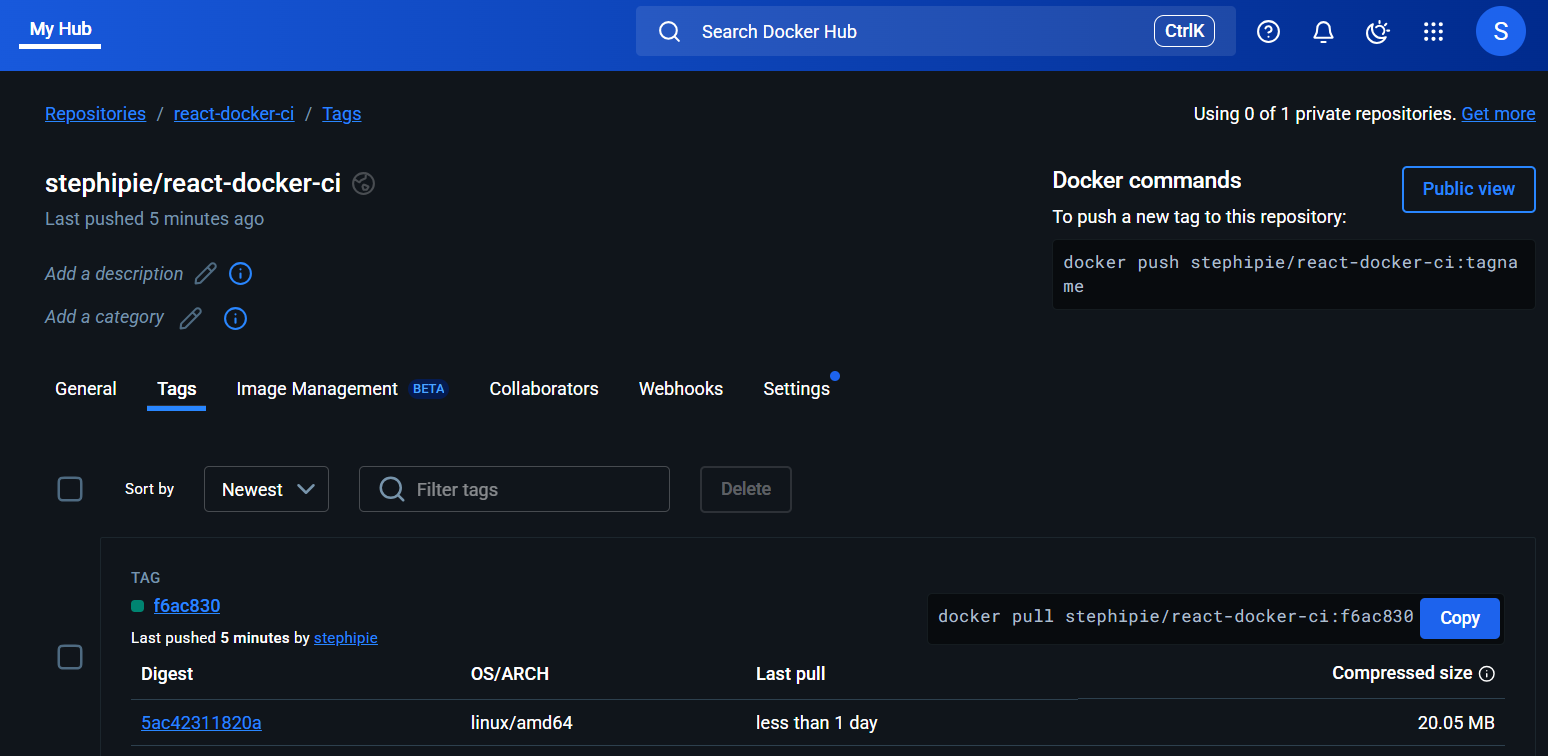 My Hub
Search Docker Hub
CtrlK
S
Repositories / react-docker-ci / Tags
Using 0 of 1 private repositories. Get more
stephipie/react-docker-ci
Last pushed 5 minutes ago
Add a description
Add a category
Docker commands
Public view
To push a new tag to this repository:
docker push stephipie/react-docker-ci:tagna
me
General Tags Image Management BETA Collaborators Webhooks Settings
Sort by Newest Filter tags Delete
TAG
f6ac830
Last pushed 5 minutes by stephipie
docker pull stephipie/react-docker-ci:f6ac830 Copy
Digest OS/ARCH Last pull Compressed size
5ac42311820a linux/amd64 less than 1 day 20.05 MB